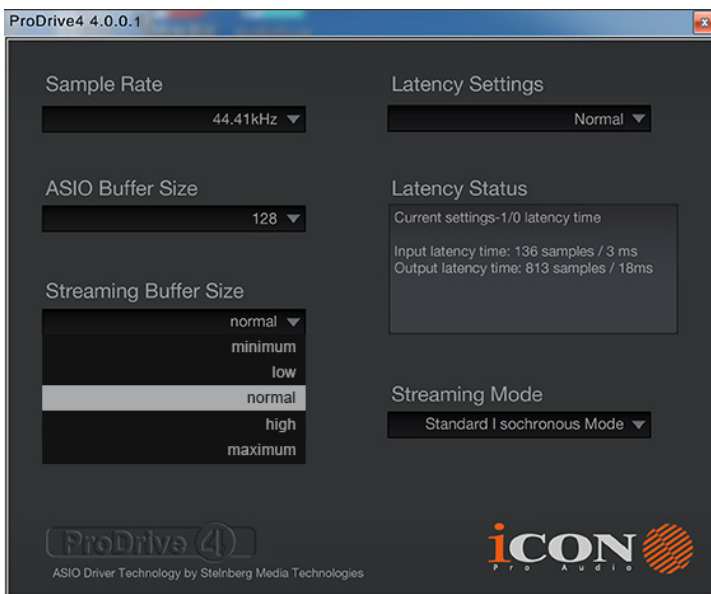 ProDrive4 4.0.0.1
Sample Rate
44.41kHz
ASIO Buffer Size
128
Streaming Buffer Size
normal
minimum
low
normal
high
maximum
Latency Settings
Normal
Latency Status
Current settings-1/0 latency time
Input latency time: 136 samples / 3 ms
Output latency time: 813 samples / 18ms
Streaming Mode
Standard I sochronous Mode
ProDrive 4
ASIO Driver Technology by Stelnberg Media Technologies
iCON
Pro Audio